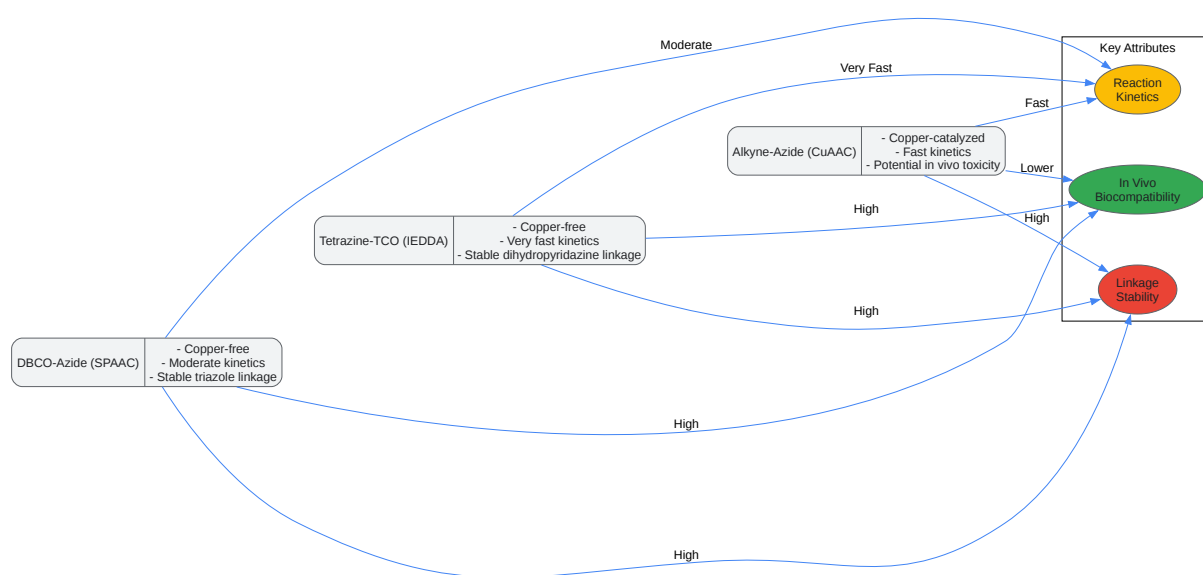 Moderate
Key Attributes
Reaction
Kinetics
Very Fast
Fast
Alkyne-Azide (CuAAC)
- Copper-catalyzed
- Fast kinetics
- Potential in vivo toxicity
Lower
In Vivo
Biocompatibility
High
High
Tetrazine-TCO (IEDDA)
- Copper-free
- Very fast kinetics
- Stable dihydropyridazine linkage
Linkage
Stability
High
DBCO-Azide (SPAAC)
- Copper-free
- Moderate kinetics
- Stable triazole linkage
High
High